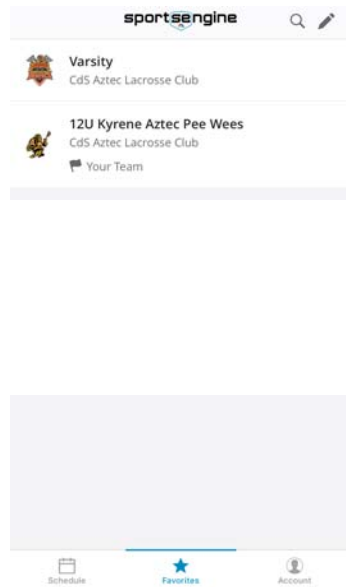 sportsengine
Varsity
CdS Aztec Lacrosse Club
12U Kyrene Aztec Pee Wees
CdS Aztec Lacrosse Club
Your Team
Schedule
Favorites
Account